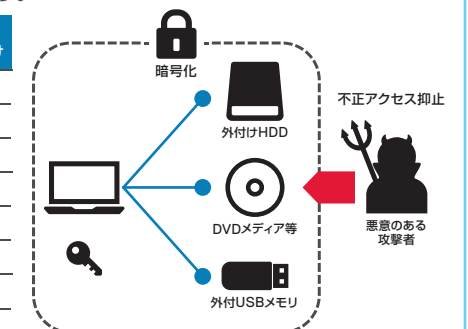 暗号化
外付けHDD
不正アクセス抑止
DVDメディア等
悪意のある
攻撃者
外付USBメモリ